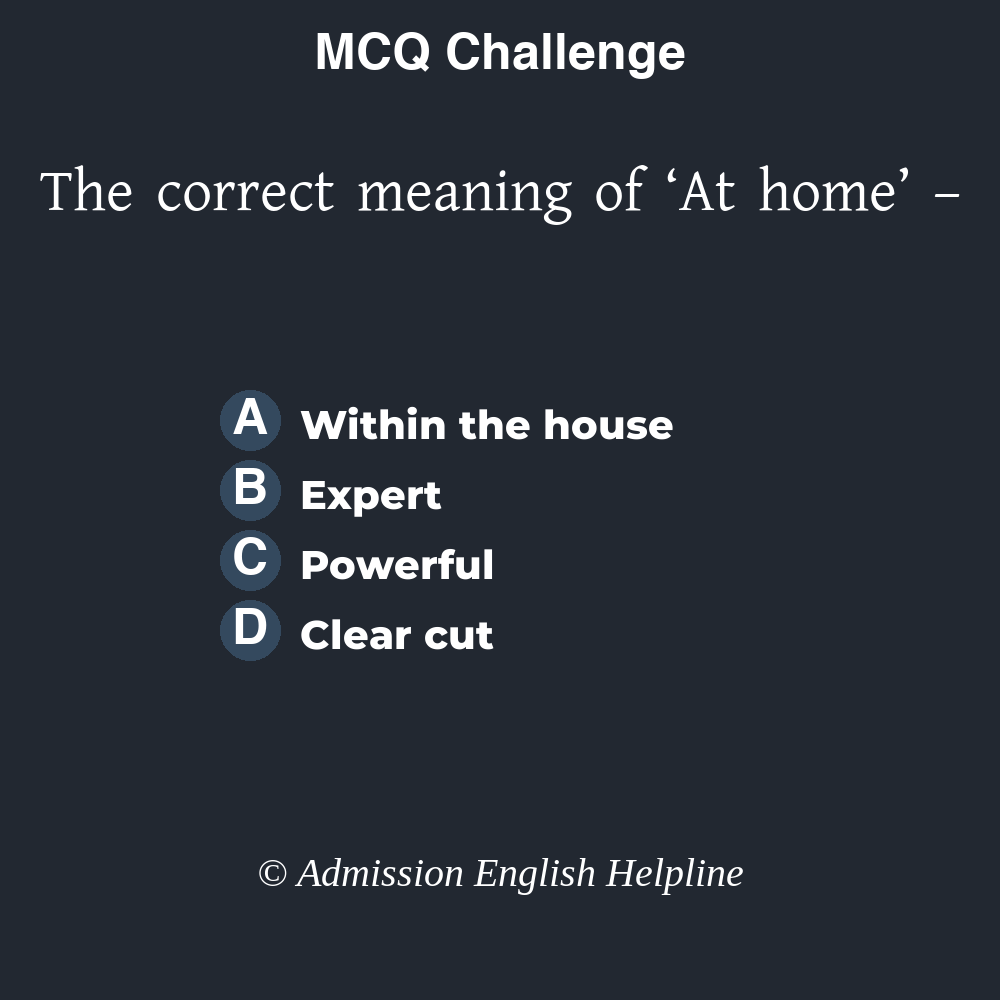 MCQ Challenge
The correct meaning of ‘At home’ –
A Within the house
B Expert
C Powerful
D Clear cut
© Admission English Helpline